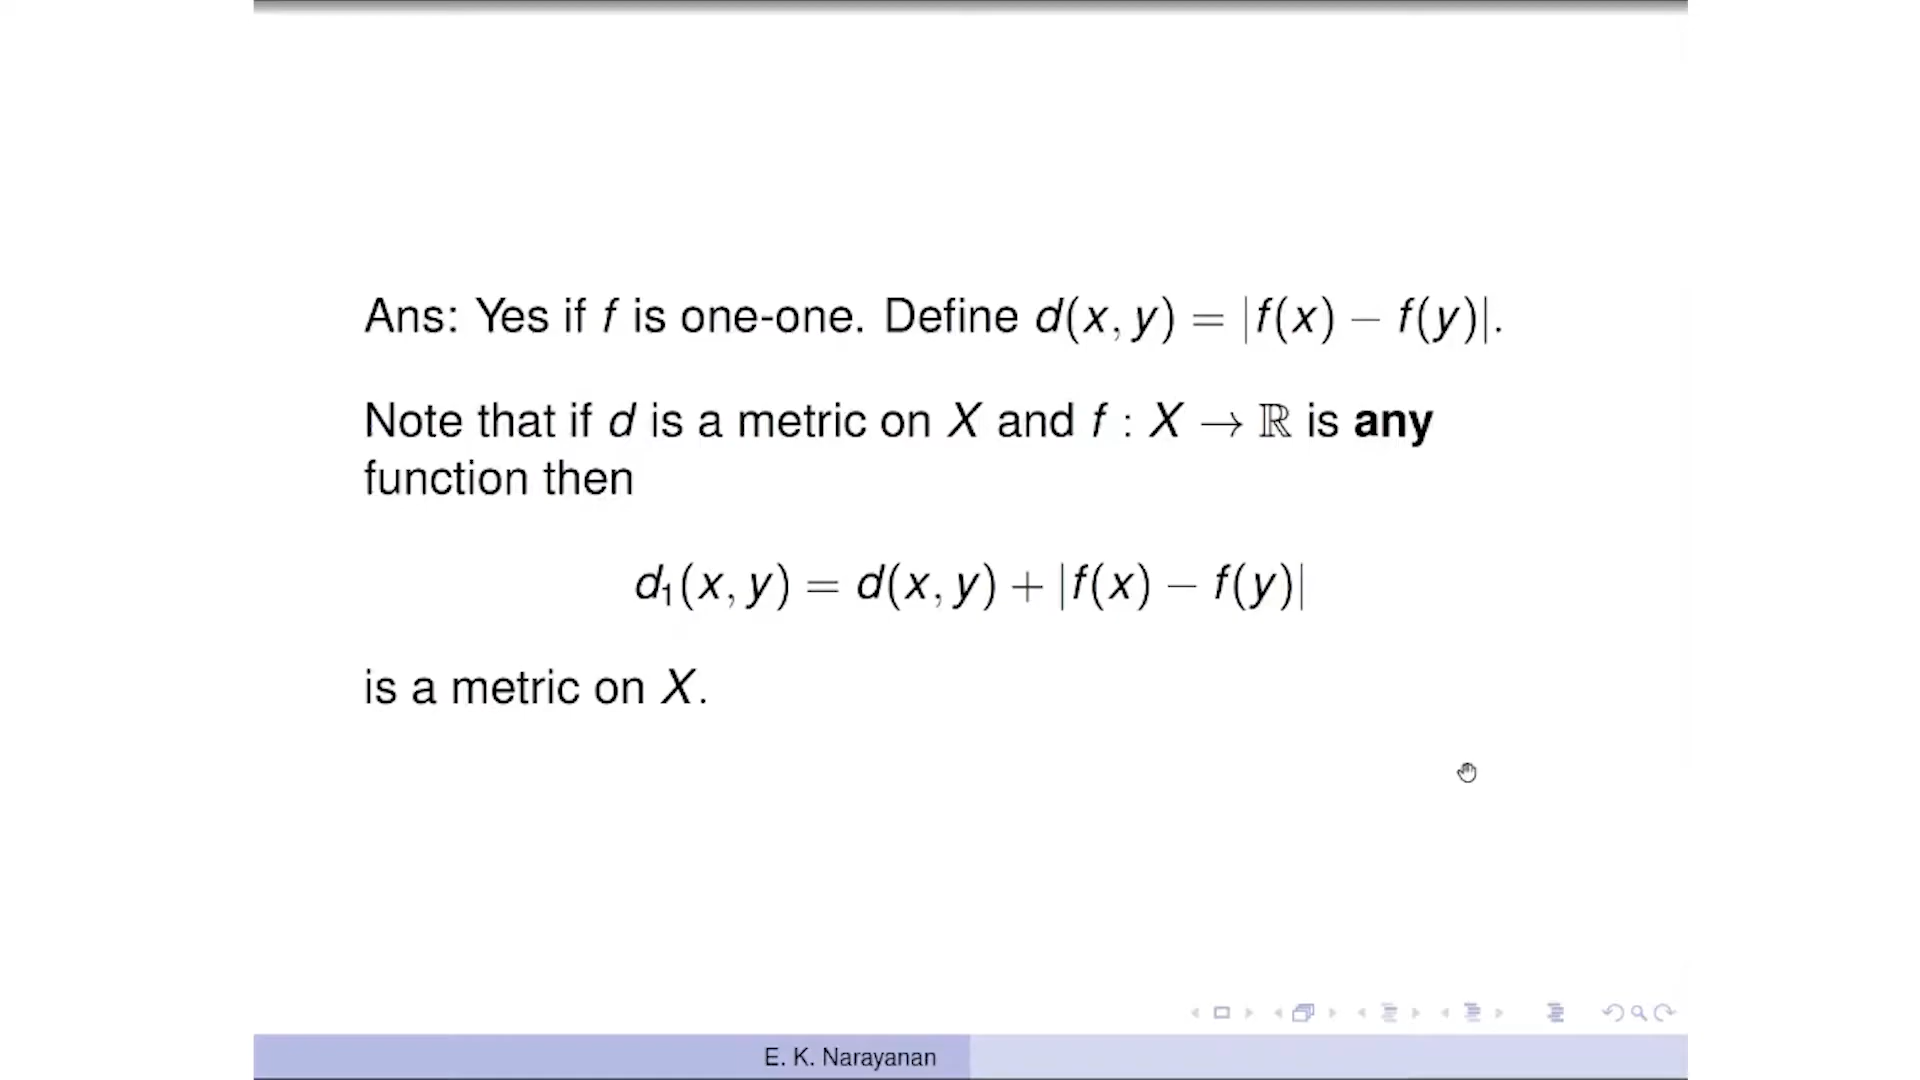 Ans: Yes if f is one-one. Define d(x, y) = |f(x) − f(y)|.
Note that if d is a metric on X and f : X → ℝ is any
function then
d₁(x, y) = d(x, y) + |f(x) − f(y)|
is a metric on X.
E. K. Narayanan